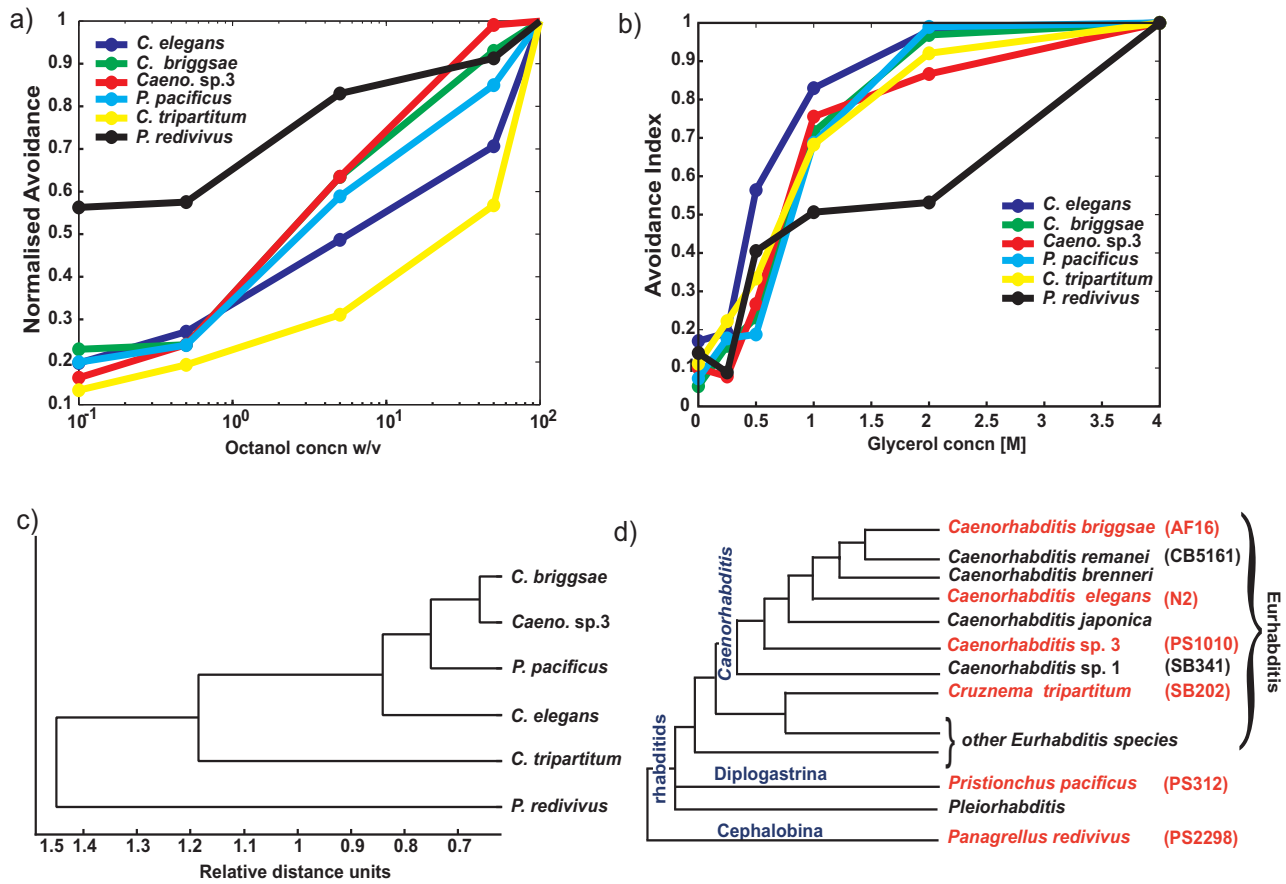 a)
Normalised Avoidance
1
0.9
0.8
0.7
0.6
0.5
0.4
0.3
0.2
0.1
10⁻¹
10⁰
10¹
10²
Octanol concn w/v
C. elegans
C. briggsae
Caeno. sp.3
P. pacificus
C. tripartitum
P. redivivus
b)
Avoidance Index
1
0.9
0.8
0.7
0.6
0.5
0.4
0.3
0.2
0.1
0
0
0.5
1
1.5
2
2.5
3
3.5
4
Glycerol concn [M]
C. elegans
C. briggsae
Caeno. sp.3
P. pacificus
C. tripartitum
P. redivivus
c)
C. briggsae
Caeno. sp.3
P. pacificus
C. elegans
C. tripartitum
P. redivivus
1.5 1.4 1.3 1.2 1.1 1 0.9 0.8 0.7
Relative distance units
d)
Caenorhabditis briggsae (AF16)
Caenorhabditis remanei (CB5161)
Caenorhabditis brenneri
Caenorhabditis elegans (N2)
Caenorhabditis japonica
Caenorhabditis sp. 3 (PS1010)
Caenorhabditis sp. 1 (SB341)
Cruznema tripartitum (SB202)
other Eurhabditis species
Pristionchus pacificus (PS312)
Pleiorhabditis
Panagrellus redivivus (PS2298)
Caenorhabditis
rhabditids
Diplogastrina
Cephalobina
Eurhabditis